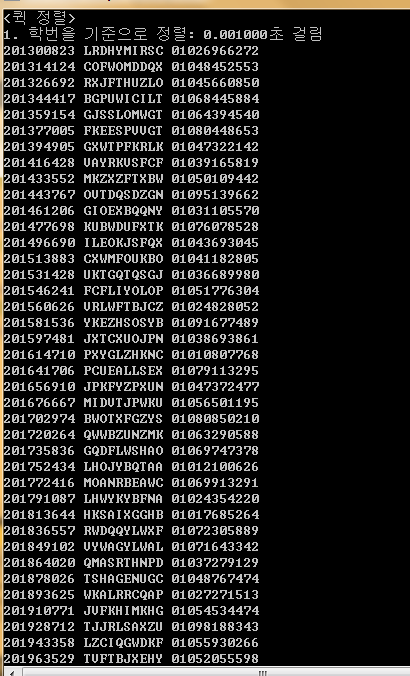 <퀵 정렬>
1. 학번을 기준으로 정렬: 0.001000초 걸림
201300823 LRDHYMIRSC 01026966272
201314124 COFWOMDDQX 01048452553
201326692 RXJFTHUZLO 01045660850
201344417 BGPUWICILT 01068445884
201359154 GJSSLOMWGT 01064394540
201377005 FKEESPUVGT 01080448653
201394905 GXWTPFKRLK 01047322142
201416428 VAYRKVSFCF 01039165819
201433552 MKZXZFTXBW 01050109442
201443767 OVTDQSDZGN 01095139662
201461206 GIOEXBQQNY 01031105570
201477698 KUBWDUFXTK 01076078528
201496690 ILEOKJSFQX 01043693045
201513883 CXWMFOUKBO 01041182805
201531428 UKTGQTQSGJ 01036689980
201546241 FCFLIYOLOP 01051776304
201560626 URLWFTBJCZ 01024828052
201581536 YKEZHSOSYB 01091677489
201597481 JXTCXUOJPN 01038693861
201614710 PXYGLZHKNC 01010807768
201641706 PCUEALLSEX 01079113295
201656910 JPKFYZPXUN 01047372477
201676667 MIDVTJPWKU 01056501195
201702974 BWOTXFGZYS 01080850210
201720264 QWWBZUNZMK 01063290588
201735836 GQDFLWSHAO 01069747378
201752434 LHOJYBQTAA 01012100626
201772416 MOANRBEAWC 01069913291
201791087 LHWYKYBFNA 01024354220
201813644 HKSAIXGGHB 01017685264
201836557 RWDQQYLWXF 01072305889
201849102 UYWAGYLWAL 01071643342
201864020 QMASRTHNPD 01037279129
201878026 TSHAGENUGC 01048767474
201893625 WKALRRCQAP 01027271513
201910771 JVFKHIMKHG 01054534474
201928712 TJJRLSAXZU 01098188343
201943358 LZCIQGWDKF 01055930266
201963529 TVFTBJXEHY 01052055598